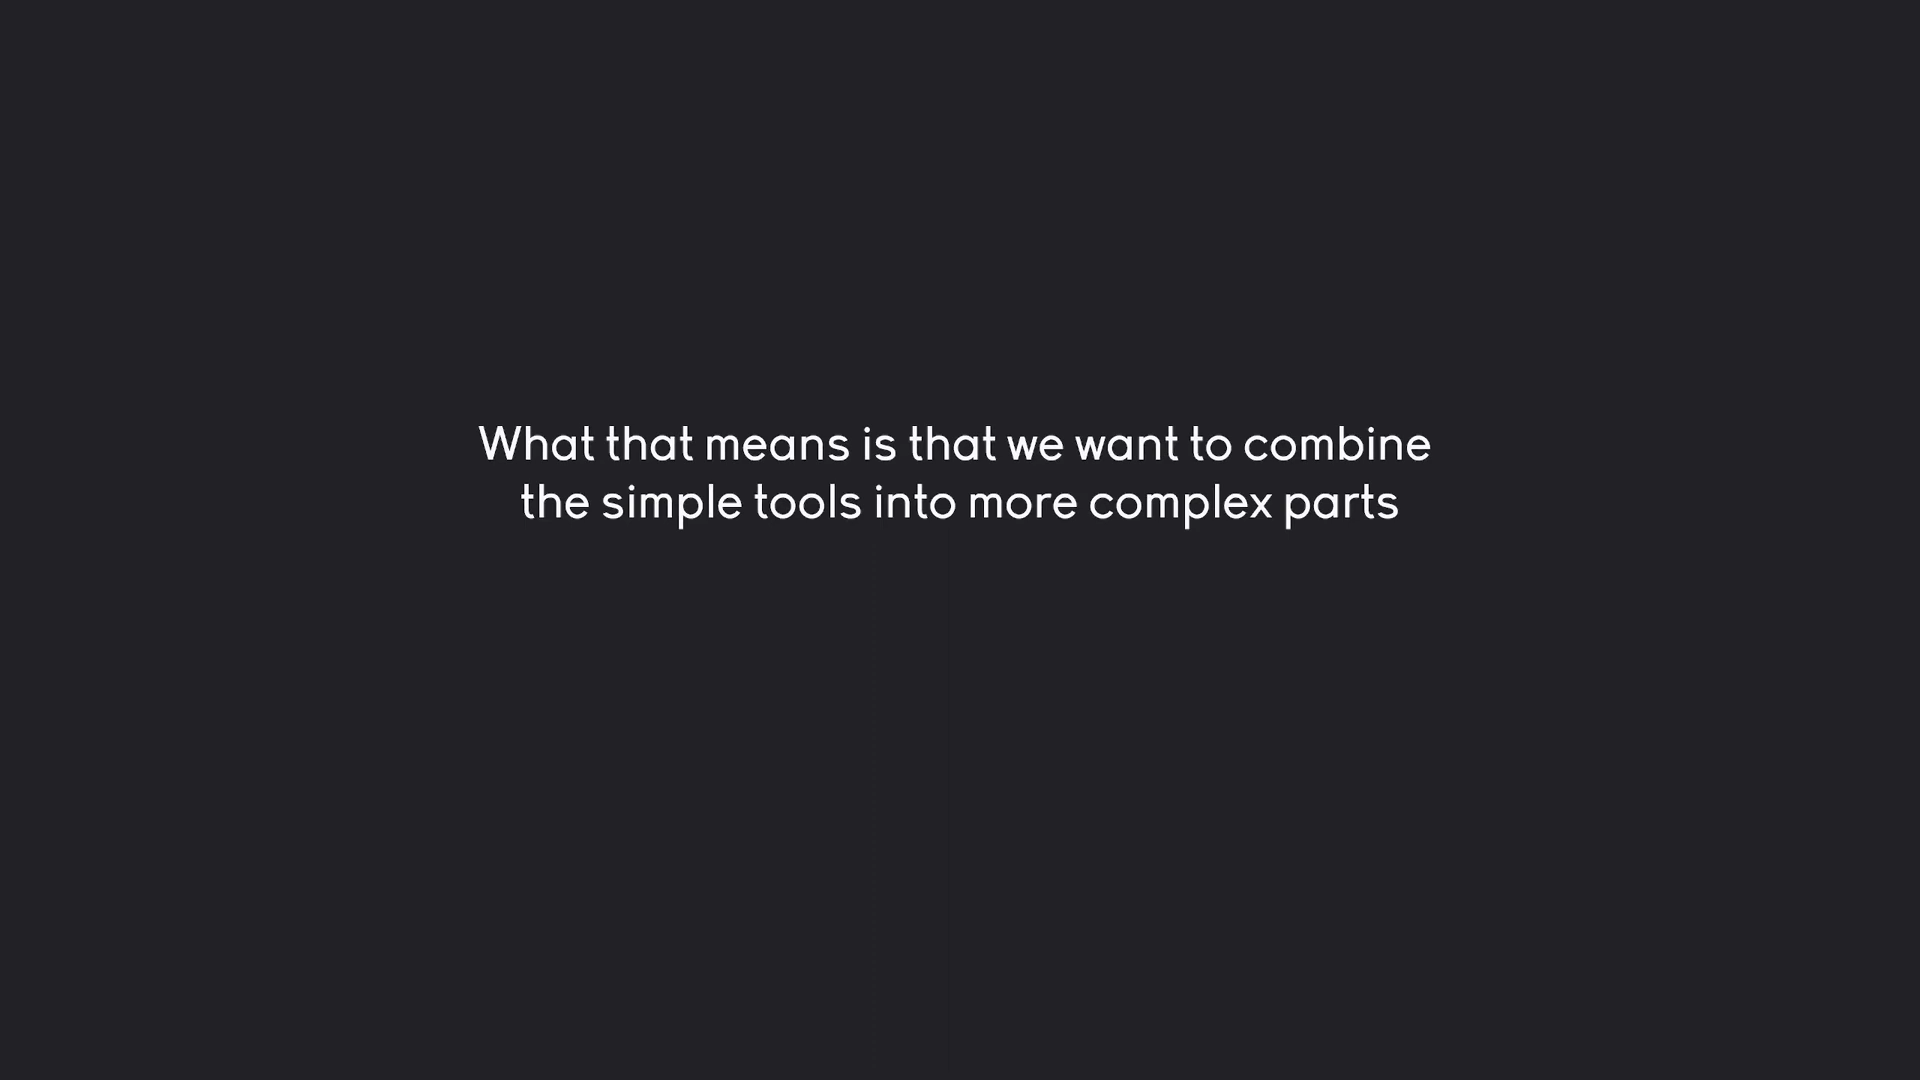 What that means is that we want to combine
the simple tools into more complex parts